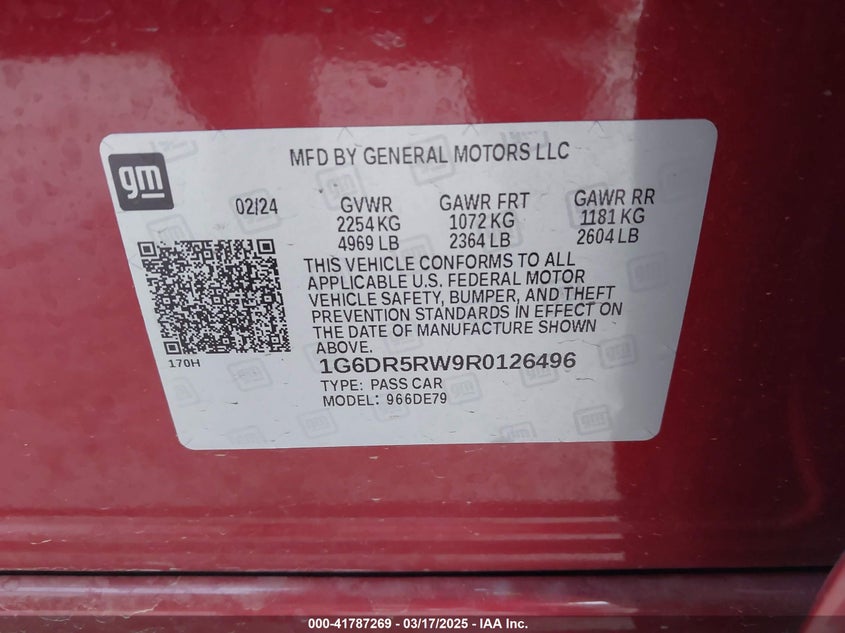 gm
MFD BY GENERAL MOTORS LLC
02/24 GVWR GAWR FRT GAWR RR
2254 KG 1072 KG 1181 KG
4969 LB 2364 LB 2604 LB
THIS VEHICLE CONFORMS TO ALL
APPLICABLE U.S. FEDERAL MOTOR
VEHICLE SAFETY, BUMPER, AND THEFT
PREVENTION STANDARDS IN EFFECT ON
THE DATE OF MANUFACTURE SHOWN
ABOVE.
170H
1G6DR5RW9R0126496
TYPE: PASS CAR
MODEL: 966DE79
000-41787269 - 03/17/2025 - IAA Inc.